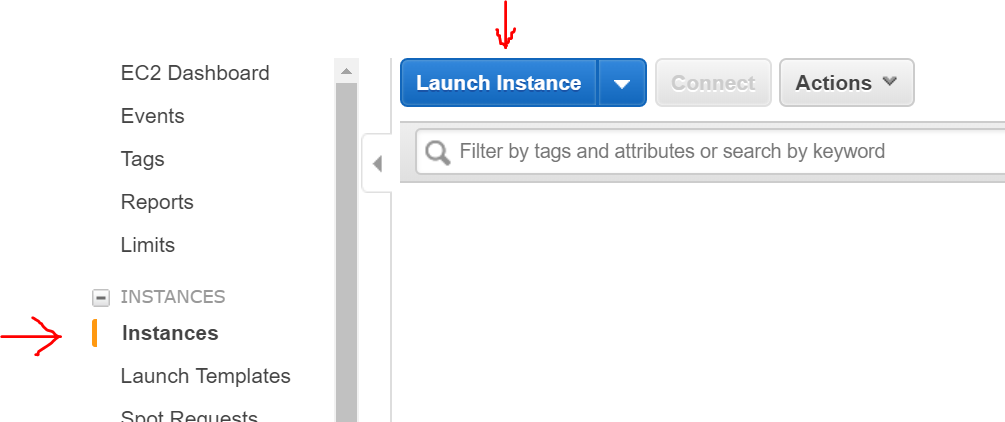 EC2 Dashboard
Events
Tags
Reports
Limits
INSTANCES
Instances
Launch Templates
Spot Requests
Launch Instance
Connect
Actions
Filter by tags and attributes or search by keyword